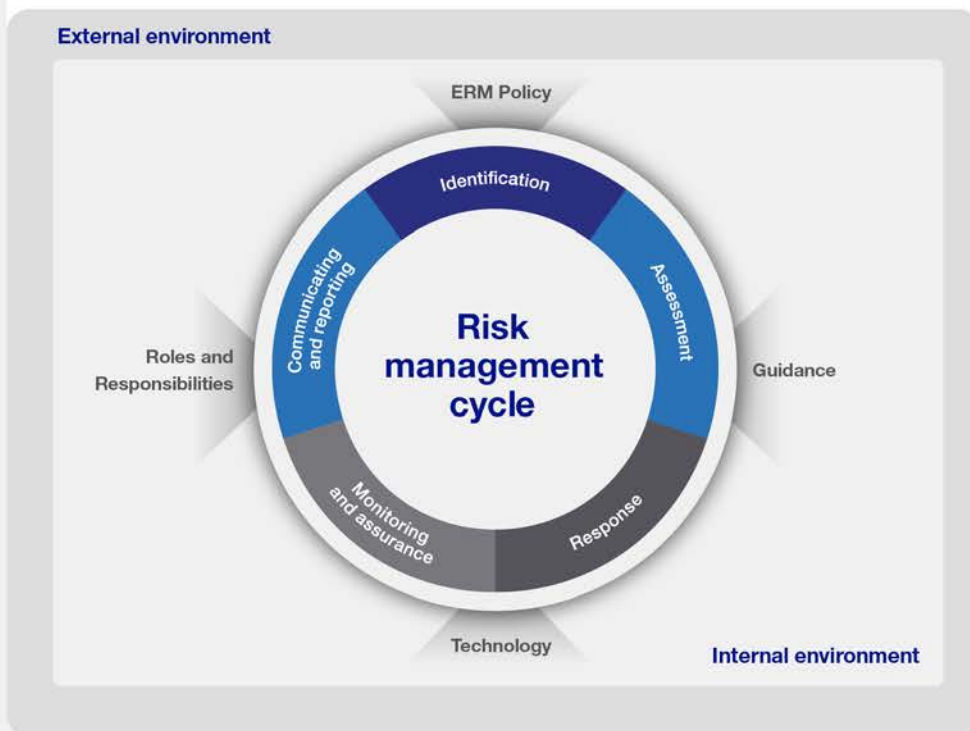 External environment
ERM Policy
Identification
Communicating
and reporting
Assessment
Risk
management
cycle
Roles and
Responsibilities
Guidance
Monitoring
and assurance
Response
Technology
Internal environment